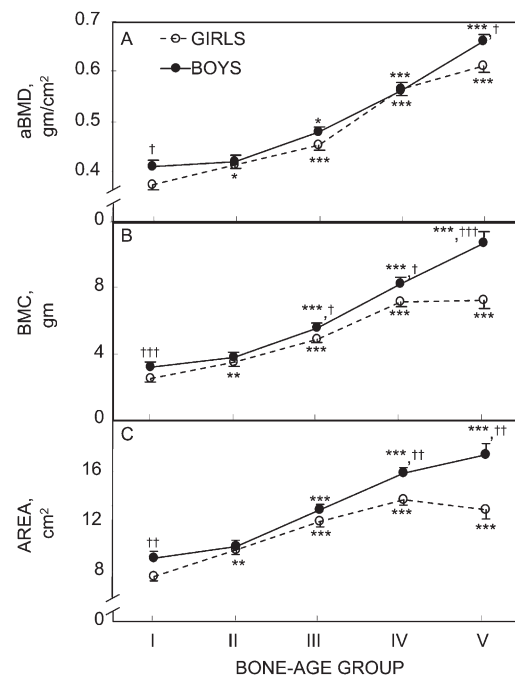 A
GIRLS
BOYS
aBMD,
gm/cm²
0.7
0.6
0.5
0.4
0
†
*
*
***
***
***
***,†
***
B
BMC,
gm
8
4
0
†††
**
***,†
***
***,†
***
***,†††
***
C
AREA,
cm²
16
12
8
0
††
**
***
***
***,††
***
***,††
***
I II III IV V
BONE-AGE GROUP